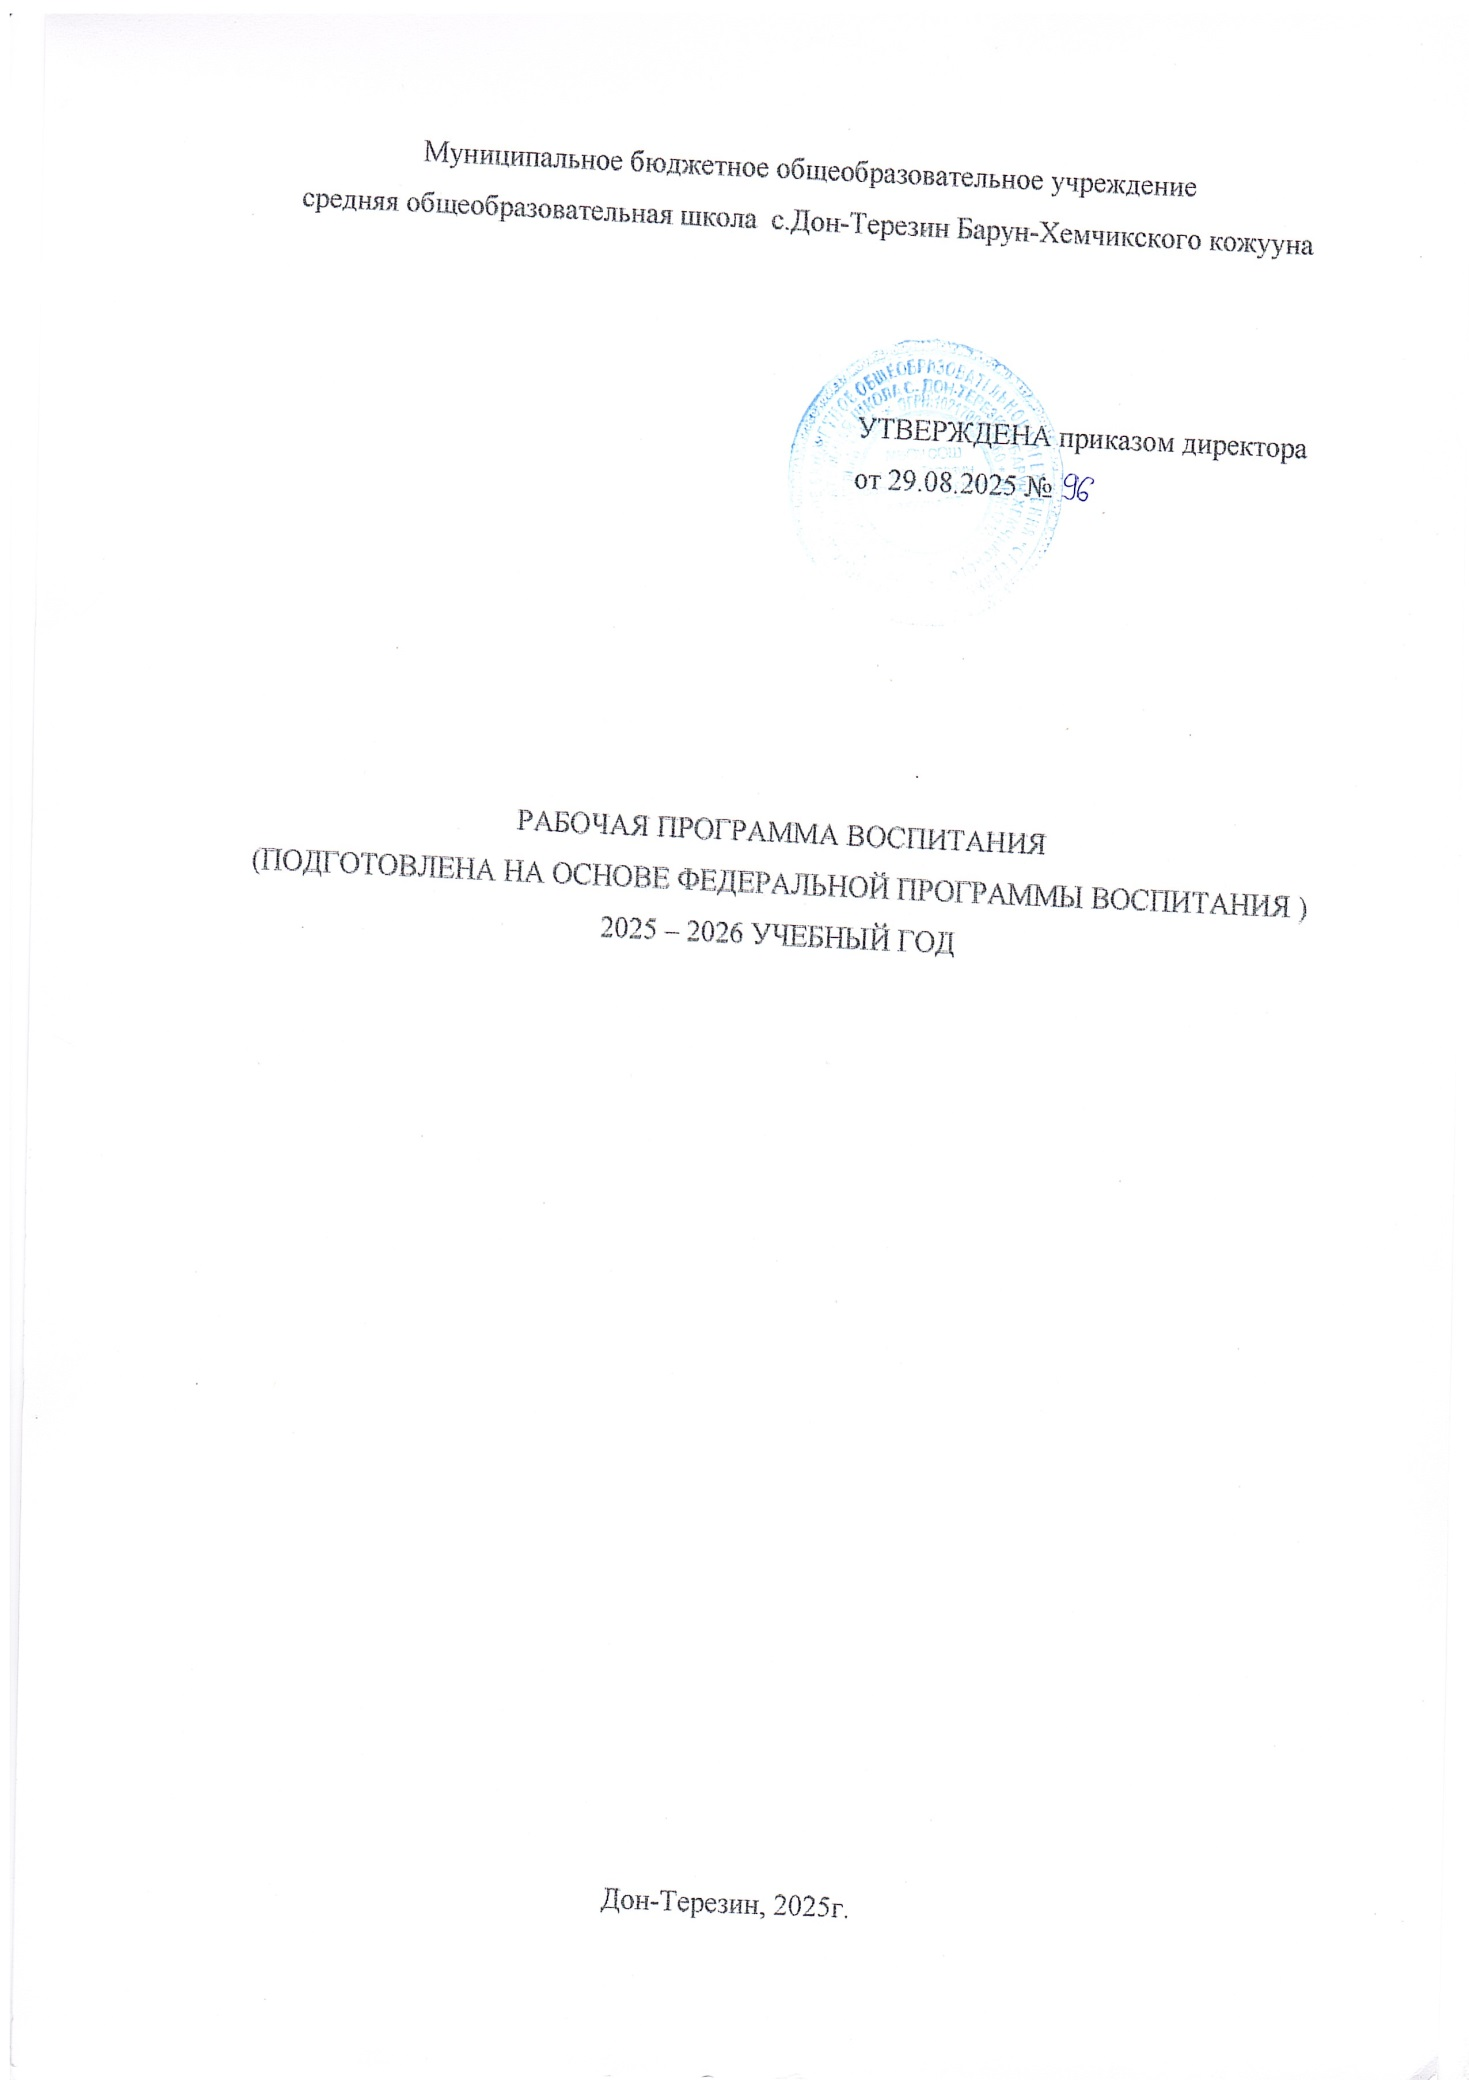 Муниципальное бюджетное общеобразовательное учреждение
средняя общеобразовательная школа с.Дон-Терезин Барун-Хемчикского кожууна
УТВЕРЖДЕНА приказом директора
от 29.08.2025 № 96
РАБОЧАЯ ПРОГРАММА ВОСПИТАНИЯ
(ПОДГОТОВЛЕНА НА ОСНОВЕ ФЕДЕРАЛЬНОЙ ПРОГРАММЫ ВОСПИТАНИЯ )
2025 – 2026 УЧЕБНЫЙ ГОД
Дон-Терезин, 2025г.